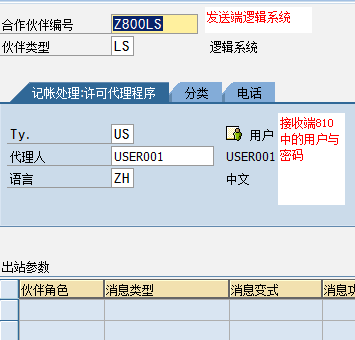 合作伙伴编号 Z800LS 发送端逻辑系统
伙伴类型 LS 逻辑系统
记帐处理:许可代理程序 分类 电话
Ty. US 用户
代理人 USER001 USER001
语言 ZH 中文
接收端810
中的用户与
密码
出站参数
伙伴角色 消息类型 消息变式 消息功